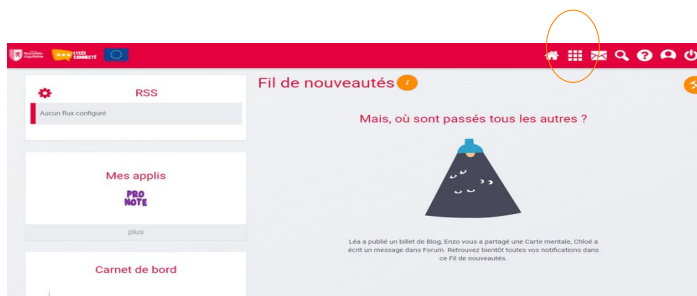 LYCÉE
CONNECTÉ
RSS
Aucun flux configuré
Mes applis
PRO
NOTE
plus
Carnet de bord
Fil de nouveautés
i
Mais, où sont passés tous les autres ?
Léa a publié un billet de Blog, Enzo vous a partagé une Carte mentale, Chloé a
écrit un message dans Forum. Retrouvez bientôt toutes vos notifications dans
ce Fil de nouveautés.